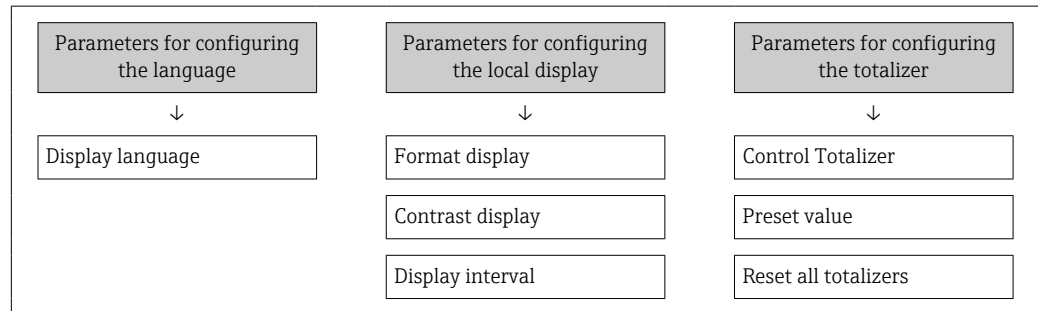 Parameters for configuring
the language
↓
Display language
Parameters for configuring
the local display
↓
Format display
Contrast display
Display interval
Parameters for configuring
the totalizer
↓
Control Totalizer
Preset value
Reset all totalizers